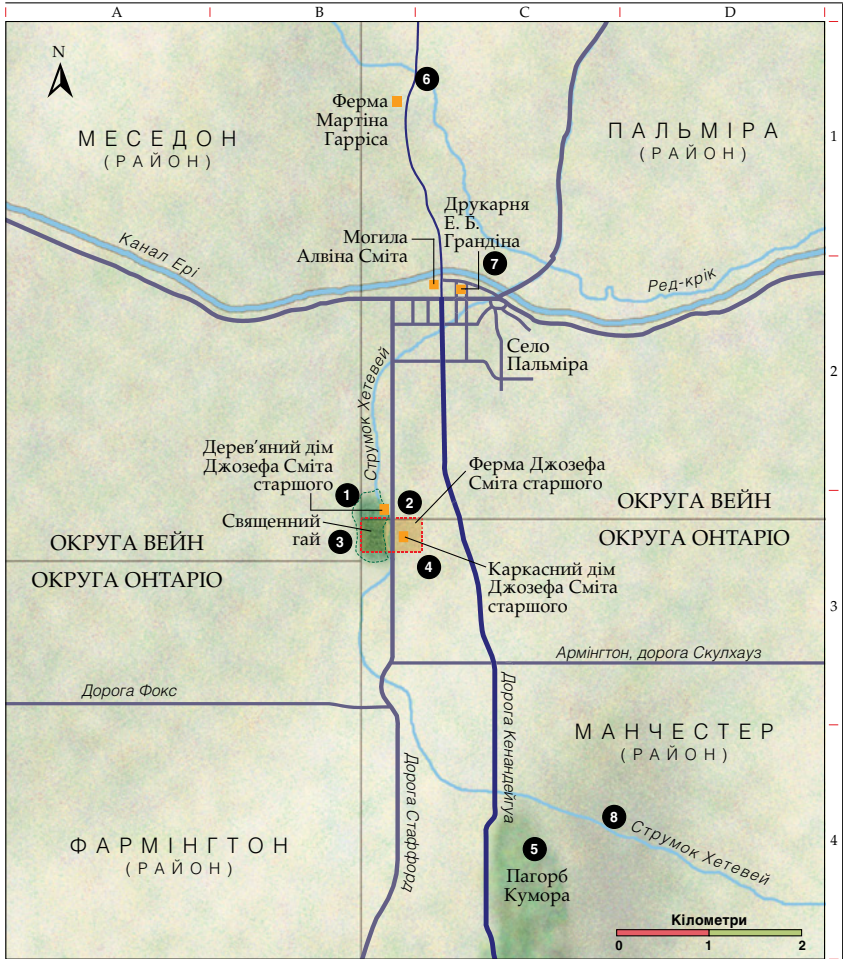 A B C D
N
6
Ферма
Мартіна
Гарріса
МЕСЕДОН
(РАЙОН)
ПАЛЬМІРА
(РАЙОН)
1
Друкарня
Е. Б.
Грандіна
Могила
Алвіна Сміта
7
Канал Ері
Ред-крік
Село
Пальміра
2
Струмок Хетевей
Дерев’яний дім
Джозефа Сміта
старшого
Ферма Джозефа
Сміта старшого
1
2
ОКРУГА ВЕЙН
Священний
гай
3
ОКРУГА ВЕЙН
ОКРУГА ОНТАРІО
4
Каркасний дім
Джозефа Сміта
старшого
ОКРУГА ОНТАРІО
3
Армінгтон, дорога Скулхауз
Дорога Фокс
Дорога Кенандейгуа
МАНЧЕСТЕР
(РАЙОН)
Дорога Стаффорд
8
Струмок Хетевей
ФАРМІНГТОН
(РАЙОН)
5
Пагорб
Кумора
4
Кілометри
0 1 2